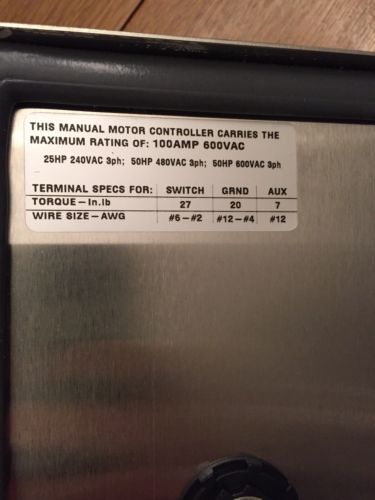 THIS MANUAL MOTOR CONTROLLER CARRIES THE
MAXIMUM RATING OF: 100AMP 600VAC
25HP 240VAC 3ph; 50HP 480VAC 3ph; 50HP 600VAC 3ph
TERMINAL SPECS FOR: SWITCH GRND AUX
TORQUE-In.lb 27 20 7
WIRE SIZE-AWG #6-#2 #12-#4 #12